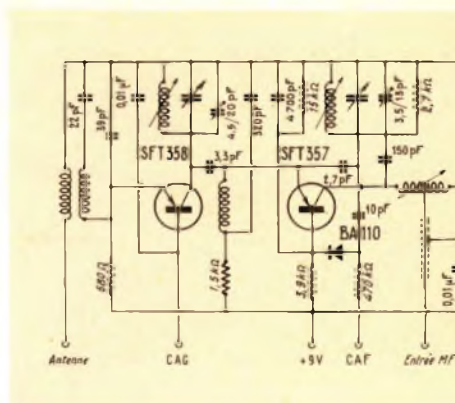 22 pF
39 pF
0,01 µF
4,5/20 pF
320 pF
4700 pF
15 kΩ
3,5/13 pF
2,7 kΩ
SFT 358
3,3 pF
SFT 357
2,7 pF
150 pF
10 pF
BA 110
680 Ω
1,5 kΩ
3,9 kΩ
470 kΩ
0,01 µF
Antenne
CAG
+9V
CAF
Entrée MF